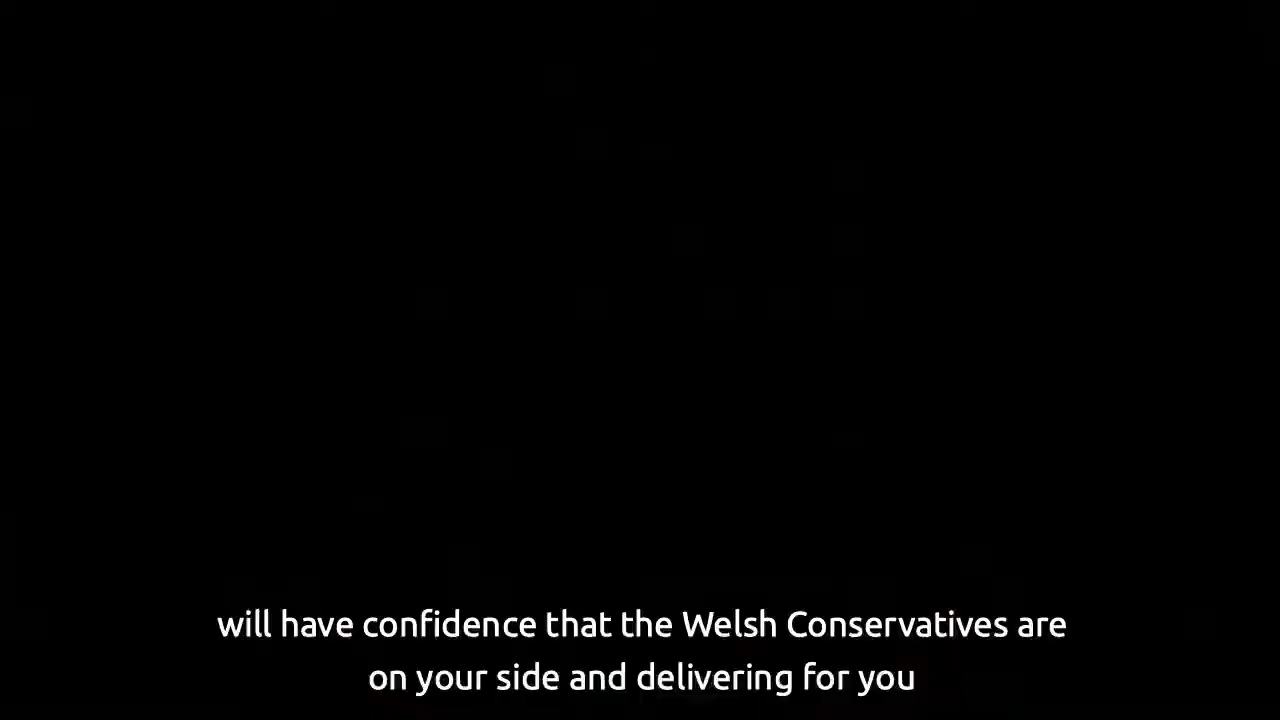 will have confidence that the Welsh Conservatives are
on your side and delivering for you